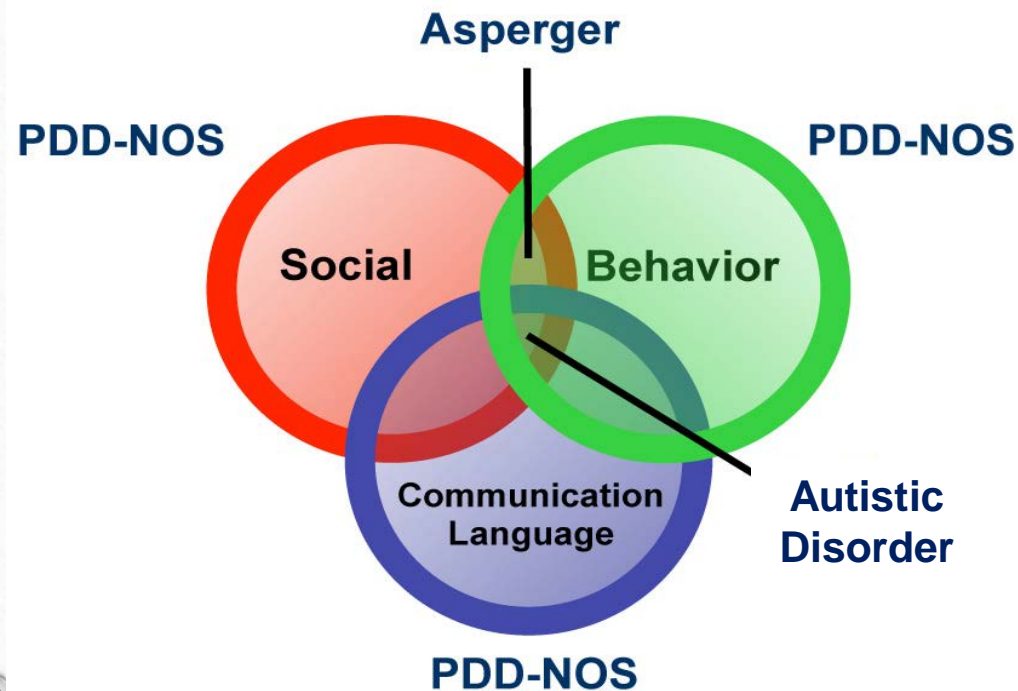 Asperger
PDD-NOS
PDD-NOS
Social
Behavior
Communication
Language
Autistic
Disorder
PDD-NOS